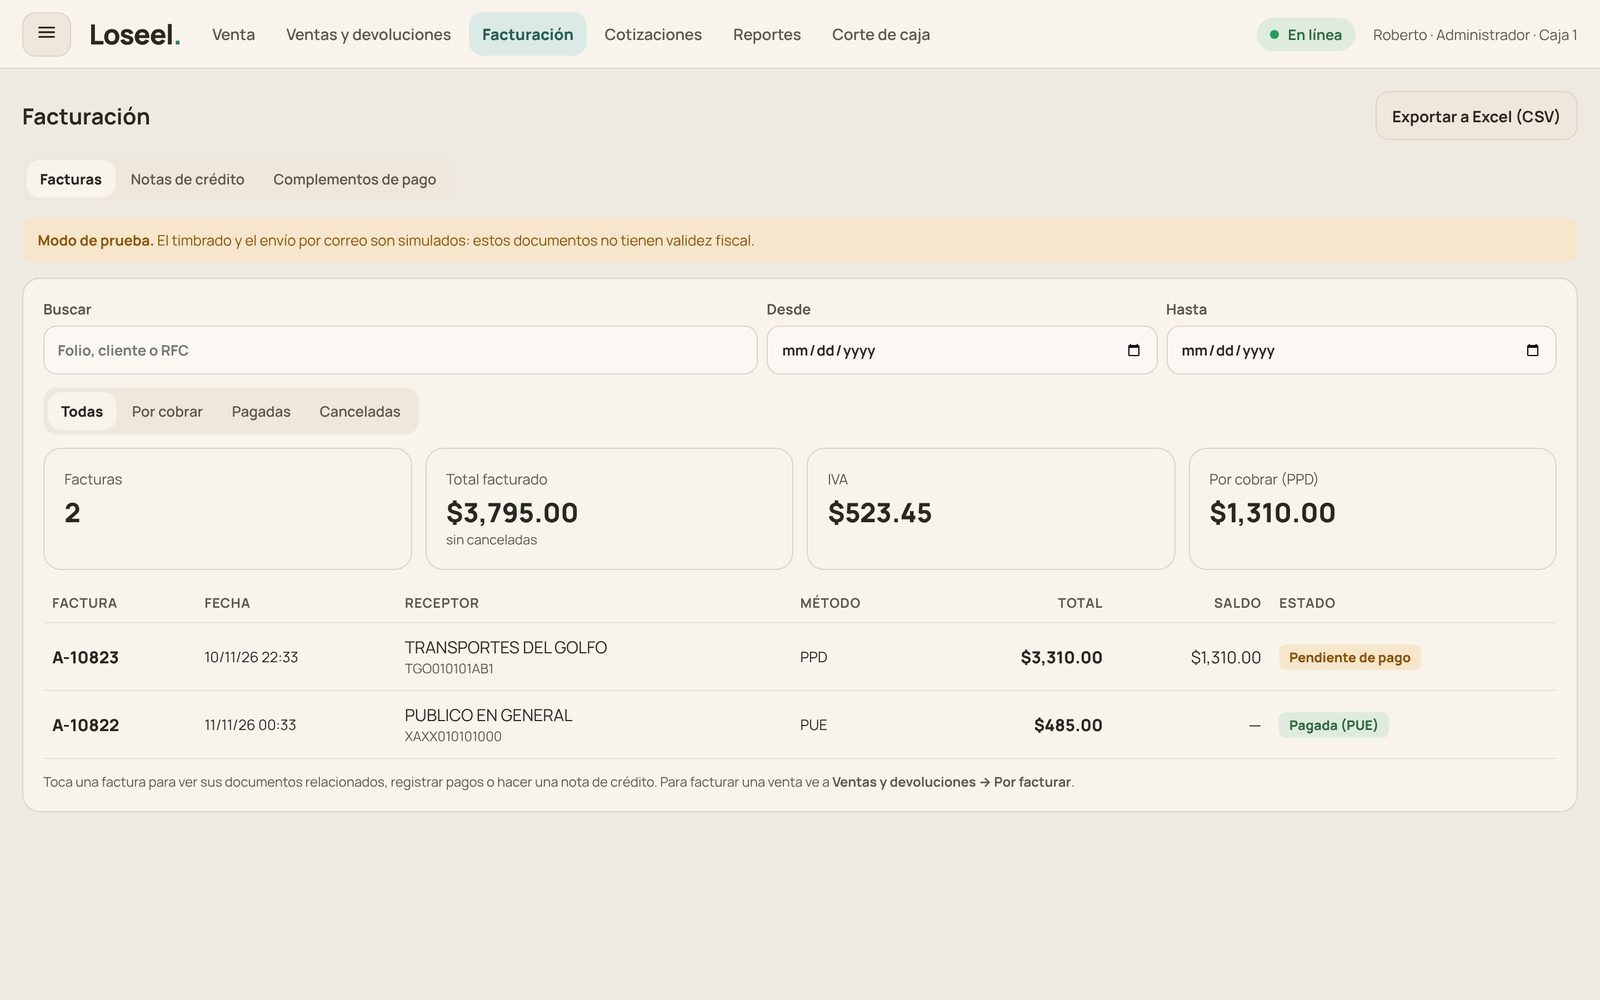 Loseel.
Venta
Ventas y devoluciones
Facturación
Cotizaciones
Reportes
Corte de caja
En línea
Roberto · Administrador · Caja 1
Facturación
Exportar a Excel (CSV)
Facturas
Notas de crédito
Complementos de pago
Modo de prueba. El timbrado y el envío por correo son simulados: estos documentos no tienen validez fiscal.
Buscar
Desde
Hasta
Folio, cliente o RFC
mm/dd/yyyy
mm/dd/yyyy
Todas
Por cobrar
Pagadas
Canceladas
Facturas
2
Total facturado
$3,795.00
sin canceladas
IVA
$523.45
Por cobrar (PPD)
$1,310.00
FACTURA FECHA RECEPTOR MÉTODO TOTAL SALDO ESTADO
A-10823 10/11/26 22:33 TRANSPORTES DEL GOLFO PPD $3,310.00 $1,310.00 Pendiente de pago
TGO010101AB1
A-10822 11/11/26 00:33 PUBLICO EN GENERAL PUE $485.00 — Pagada (PUE)
XAXX010101000
Toca una factura para ver sus documentos relacionados, registrar pagos o hacer una nota de crédito. Para facturar una venta ve a Ventas y devoluciones → Por facturar.